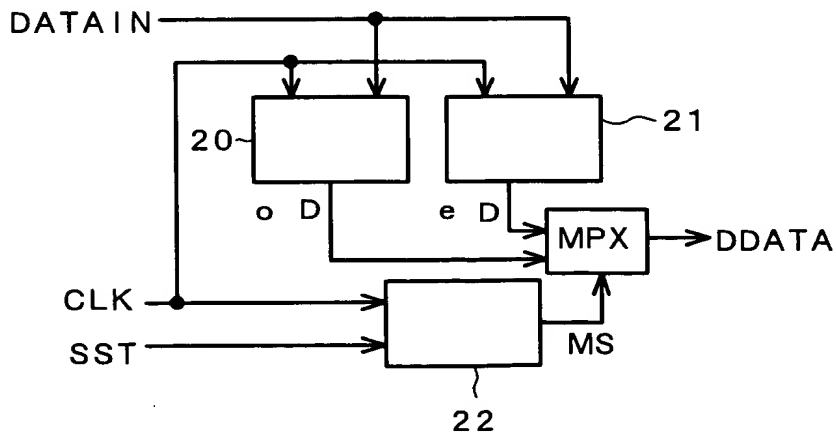 DATAIN
20
21
o D
e D
MPX
DDATA
CLK
SST
MS
22